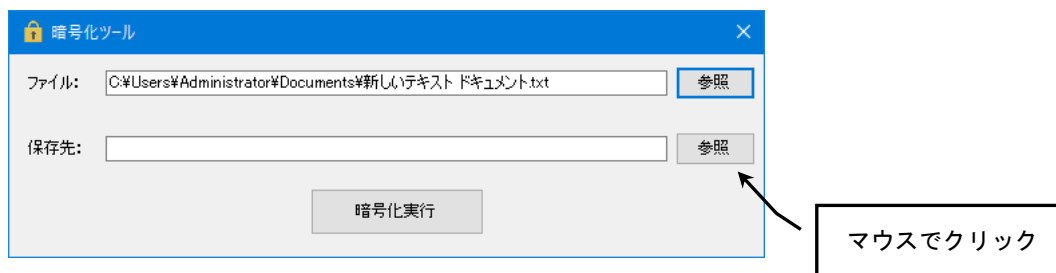 暗号化ツール
ファイル: C:¥Users¥Administrator¥Documents¥新しいテキスト ドキュメント.txt 参照
保存先: 参照
暗号化実行
マウスでクリック